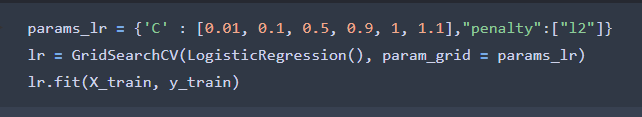 params_lr = {'C' : [0.01, 0.1, 0.5, 0.9, 1, 1.1],"penalty":["l2"]}
lr = GridSearchCV(LogisticRegression(), param_grid = params_lr)
lr.fit(X_train, y_train)